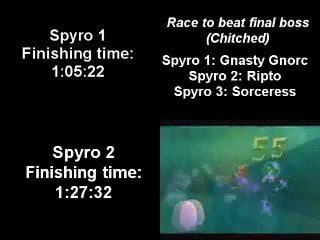 Spyro 1
Finishing time:
1:05:22
Race to beat final boss
(Chitched)
Spyro 1: Gnasty Gnorc
Spyro 2: Ripto
Spyro 3: Sorceress
Spyro 2
Finishing time:
1:27:32
55